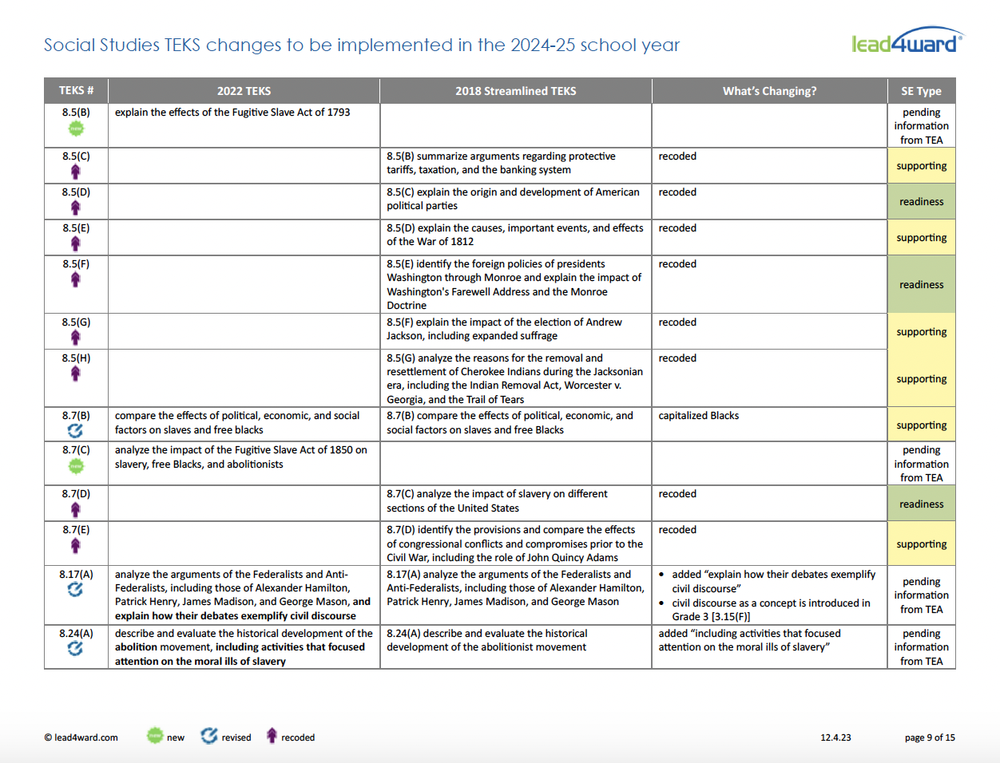 Social Studies TEKS changes to be implemented in the 2024-25 school year
lead4ward®
TEKS # 2022 TEKS 2018 Streamlined TEKS What's Changing? SE Type
8.5(B)
new
explain the effects of the Fugitive Slave Act of 1793
pending
information
from TEA
8.5(C)
8.5(B) summarize arguments regarding protective
tariffs, taxation, and the banking system
recoded
supporting
8.5(D)
8.5(C) explain the origin and development of American
political parties
recoded
readiness
8.5(E)
8.5(D) explain the causes, important events, and effects
of the War of 1812
recoded
supporting
8.5(F)
8.5(E) identify the foreign policies of presidents
Washington through Monroe and explain the impact of
Washington's Farewell Address and the Monroe
Doctrine
recoded
readiness
8.5(G)
8.5(F) explain the impact of the election of Andrew
Jackson, including expanded suffrage
recoded
supporting
8.5(H)
8.5(G) analyze the reasons for the removal and
resettlement of Cherokee Indians during the Jacksonian
era, including the Indian Removal Act, Worcester v.
Georgia, and the Trail of Tears
recoded
supporting
8.7(B)
compare the effects of political, economic, and social
factors on slaves and free blacks
8.7(B) compare the effects of political, economic, and
social factors on slaves and free Blacks
capitalized Blacks
supporting
8.7(C)
new
analyze the impact of the Fugitive Slave Act of 1850 on
slavery, free Blacks, and abolitionists
pending
information
from TEA
8.7(D)
8.7(C) analyze the impact of slavery on different
sections of the United States
recoded
readiness
8.7(E)
8.7(D) identify the provisions and compare the effects
of congressional conflicts and compromises prior to the
Civil War, including the role of John Quincy Adams
recoded
supporting
8.17(A)
analyze the arguments of the Federalists and Anti-
Federalists, including those of Alexander Hamilton,
Patrick Henry, James Madison, and George Mason, and
explain how their debates exemplify civil discourse
8.17(A) analyze the arguments of the Federalists and
Anti-Federalists, including those of Alexander Hamilton,
Patrick Henry, James Madison, and George Mason
• added “explain how their debates exemplify
civil discourse”
• civil discourse as a concept is introduced in
Grade 3 [3.15(F)]
pending
information
from TEA
8.24(A)
describe and evaluate the historical development of the
abolition movement, including activities that focused
attention on the moral ills of slavery
8.24(A) describe and evaluate the historical
development of the abolitionist movement
added “including activities that focused
attention on the moral ills of slavery”
pending
information
from TEA
© lead4ward.com new new revised recoded 12.4.23 page 9 of 15